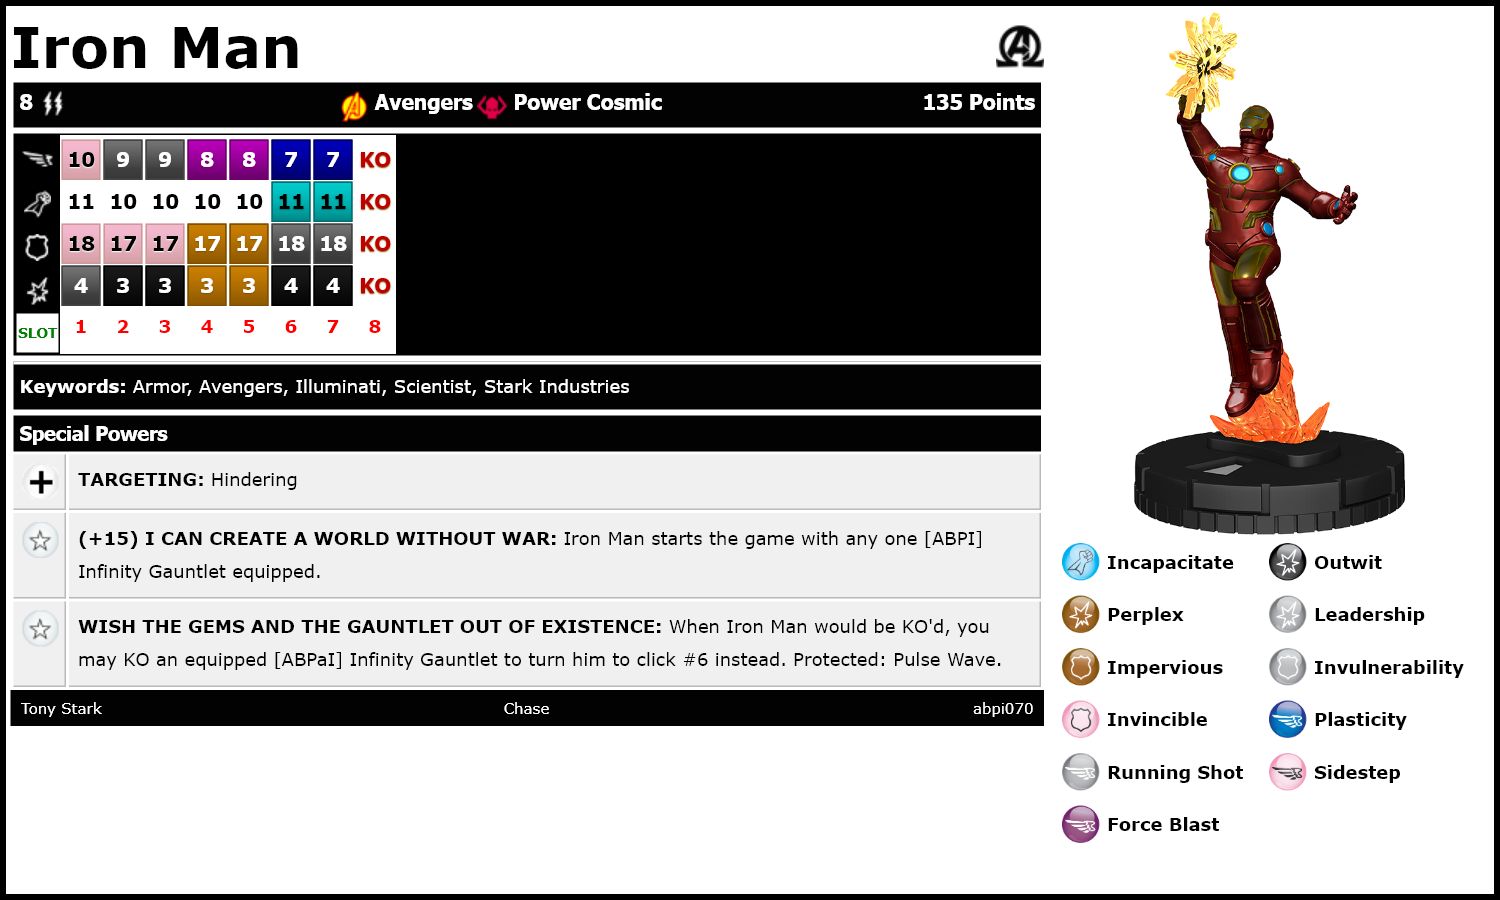 Iron Man
8 Avengers Power Cosmic 135 Points
10 9 9 8 8 7 7 KO
11 10 10 10 10 11 11 KO
18 17 17 17 17 18 18 KO
4 3 3 3 3 4 4 KO
SLOT 1 2 3 4 5 6 7 8
Keywords: Armor, Avengers, Illuminati, Scientist, Stark Industries
Special Powers
TARGETING: Hindering
(+15) I CAN CREATE A WORLD WITHOUT WAR: Iron Man starts the game with any one [ABPI]
Infinity Gauntlet equipped.
WISH THE GEMS AND THE GAUNTLET OUT OF EXISTENCE: When Iron Man would be KO'd, you
may KO an equipped [ABPaI] Infinity Gauntlet to turn him to click #6 instead. Protected: Pulse Wave.
Tony Stark Chase abpi070
Incapacitate Outwit
Perplex Leadership
Impervious Invulnerability
Invincible Plasticity
Running Shot Sidestep
Force Blast